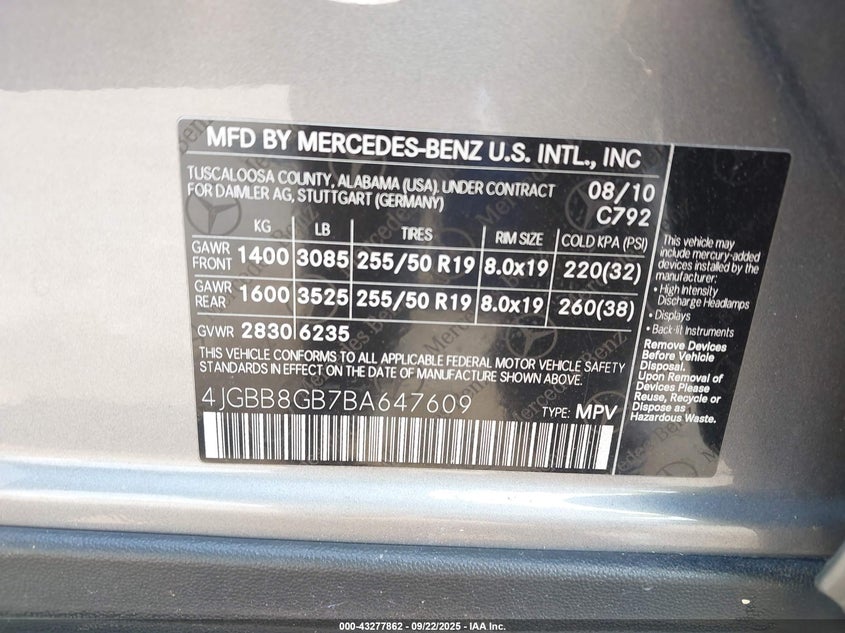 MFD BY MERCEDES-BENZ U.S. INTL., INC
TUSCALOOSA COUNTY, ALABAMA (USA). UNDER CONTRACT
FOR DAIMLER AG, STUTTGART (GERMANY)
08/10
C792
KG LB TIRES RIM SIZE COLD KPA (PSI)
GAWR FRONT 1400 3085 255/50 R19 8.0x19 220(32)
GAWR REAR 1600 3525 255/50 R19 8.0x19 260(38)
GVWR 2830 6235
THIS VEHICLE CONFORMS TO ALL APPLICABLE FEDERAL MOTOR VEHICLE SAFETY
STANDARDS IN EFFECT ON THE DATE OF MANUFACTURE SHOWN ABOVE.
4JGBB8GB7BA647609
TYPE: MPV
This vehicle may
include mercury-added
devices installed by the
manufacturer:
• High Intensity
Discharge Headlamps
• Displays
• Back-lit Instruments
Remove Devices
Before Vehicle
Disposal.
Upon Removal of
Devices Please
Reuse, Recycle or
Dispose as
Hazardous Waste.
000-43277862 - 09/22/2025 - IAA Inc.